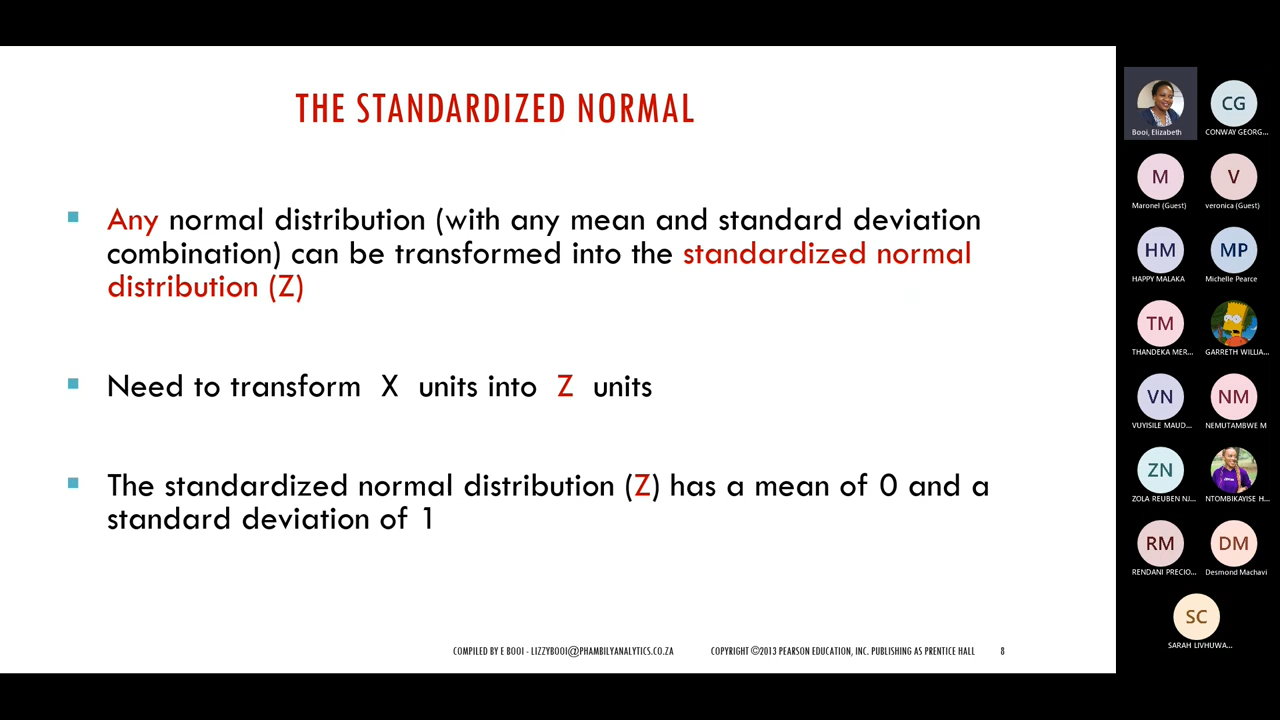 THE STANDARDIZED NORMAL
Any normal distribution (with any mean and standard deviation
combination) can be transformed into the standardized normal
distribution (Z)
Need to transform X units into Z units
The standardized normal distribution (Z) has a mean of 0 and a
standard deviation of 1
COMPILED BY E BOOI - LIZZYBOOI@PHAMBILYANALYTICS.CO.ZA COPYRIGHT ©2013 PEARSON EDUCATION, INC. PUBLISHING AS PRENTICE HALL 8
CG
Booi, Elizabeth CONWAY GEORG...
M V
Maronel (Guest) veronica (Guest)
HM MP
HAPPY MALAKA Michelle Pearce
TM
THANDEKA MER... GARRETH WILLIA...
VN NM
VUYISILE MAUD... NEMUTAMBWE M
ZN
ZOLA REUBEN NJ... NTOMBIKAYISE H...
RM DM
RENDANI PRECIO... Desmond Machavi
SC
SARAH LIVHUWA...